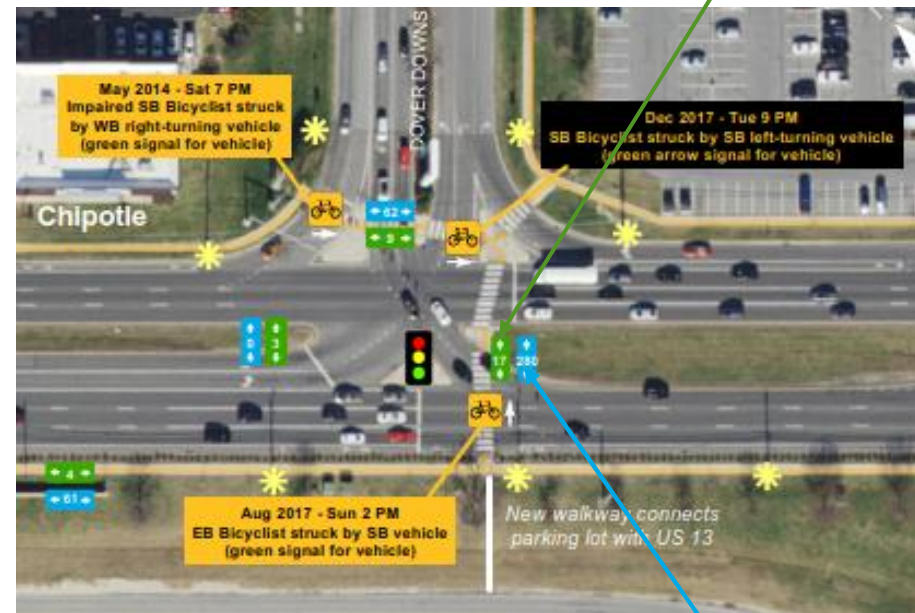 May 2014 - Sat 7 PM
Impaired SB Bicyclist struck
by WB right-turning vehicle
(green signal for vehicle)
DOVER DOWNS
Dec 2017 - Tue 9 PM
SB Bicyclist struck by SB left-turning vehicle
(green arrow signal for vehicle)
Chipotle
62
3
0
3
17
280
4
61
Aug 2017 - Sun 2 PM
EB Bicyclist struck by SB vehicle
(green signal for vehicle)
New walkway connects
parking lot with US 13